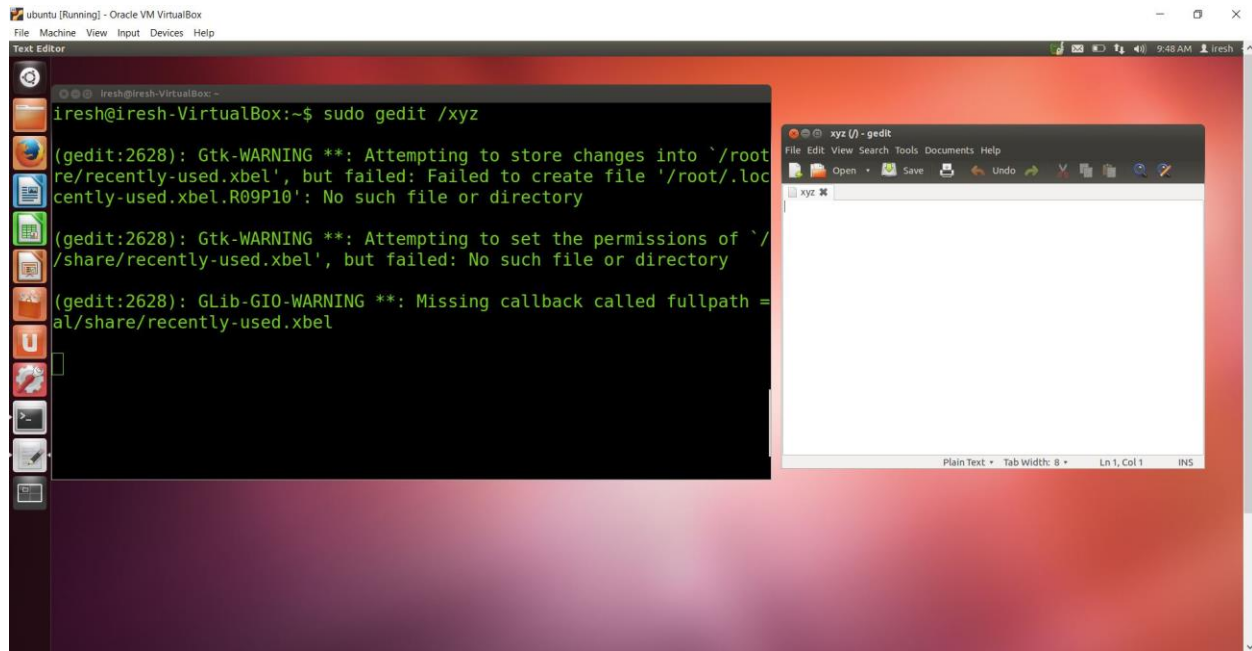 ubuntu [Running] - Oracle VM VirtualBox
File Machine View Input Devices Help
Text Editor
9:48 AM iresh
iresh@iresh-VirtualBox: ~
iresh@iresh-VirtualBox:~$ sudo gedit /xyz
(gedit:2628): Gtk-WARNING **: Attempting to store changes into `/root
re/recently-used.xbel', but failed: Failed to create file '/root/.loc
cently-used.xbel.R09P10': No such file or directory
(gedit:2628): Gtk-WARNING **: Attempting to set the permissions of `/
/share/recently-used.xbel', but failed: No such file or directory
(gedit:2628): GLib-GIO-WARNING **: Missing callback called fullpath =
al/share/recently-used.xbel
xyz (/) - gedit
File Edit View Search Tools Documents Help
Open Save Undo
xyz
Plain Text Tab Width: 8 Ln 1, Col 1 INS